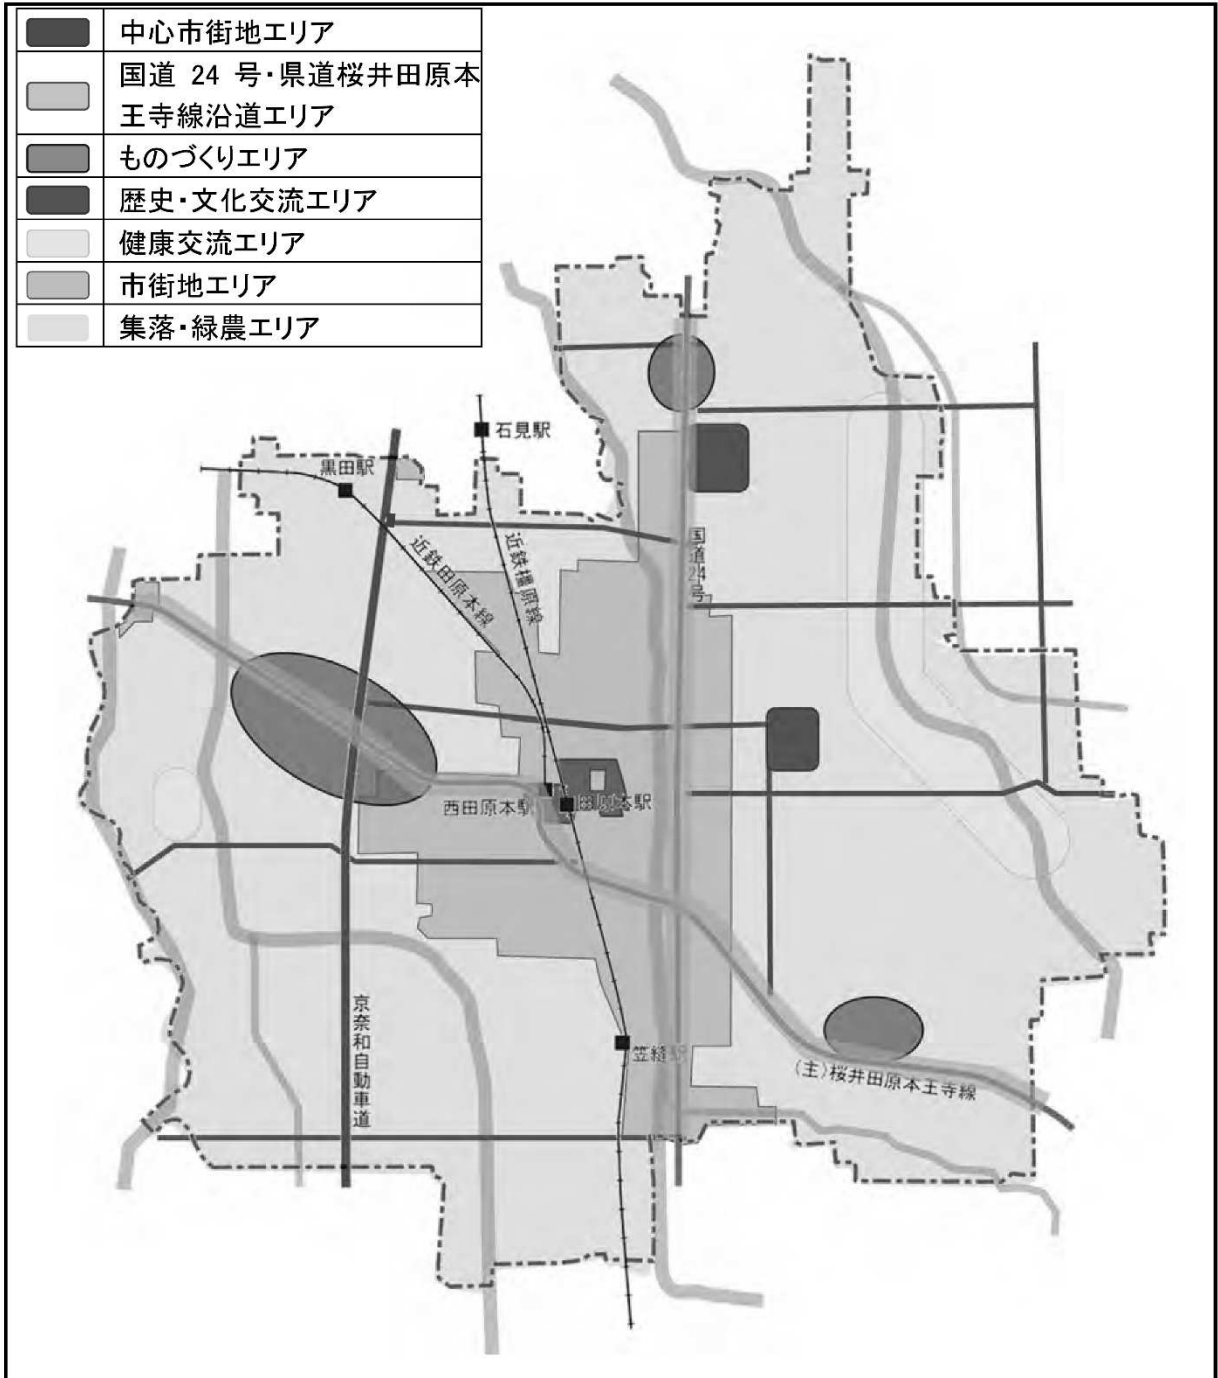 中心市街地エリア
国道 24 号・県道桜井田原本
王寺線沿道エリア
ものづくりエリア
歴史・文化交流エリア
健康交流エリア
市街地エリア
集落・緑農エリア
石見駅
黒田駅
近鉄田原本線
近鉄橿原線
国道24号
西田原本駅
田原本駅
京奈和自動車道
笠縫駅
(主)桜井田原本王寺線